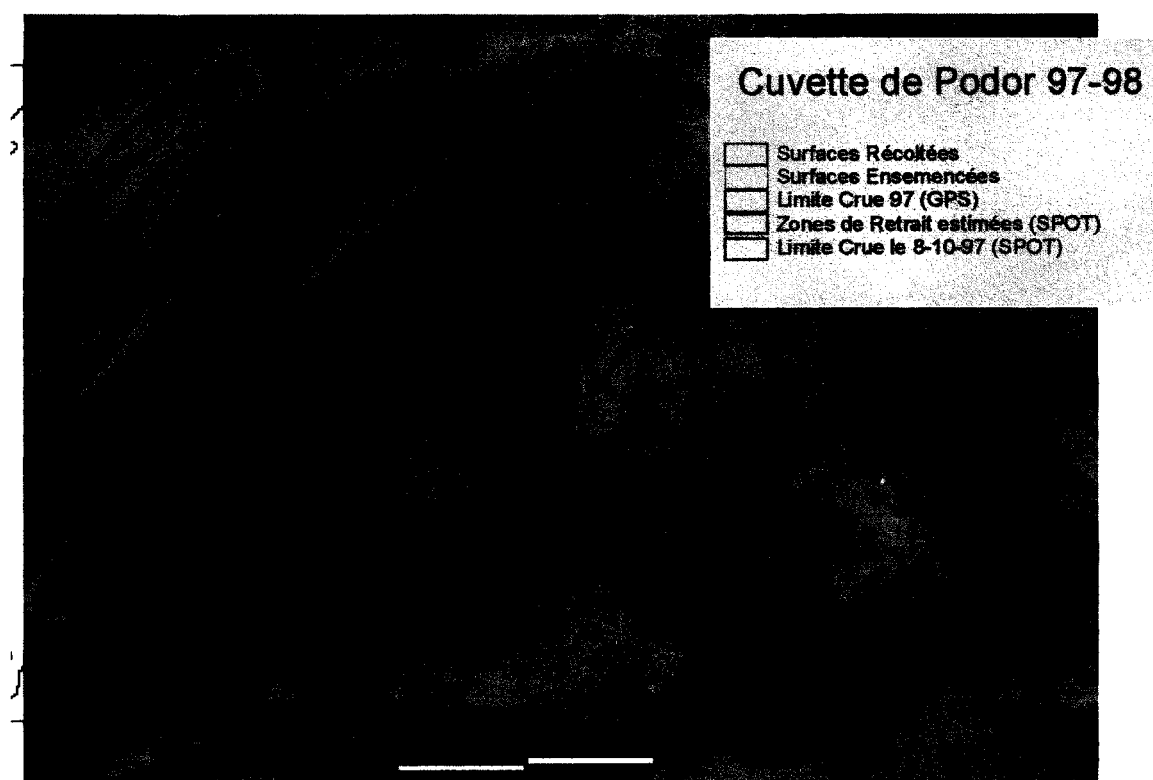 Cuvette de Podor 97-98
Surfaces Récoltées
Surfaces Ensemencées
Limite Crue 97 (GPS)
Zones de Retrait estimées (SPOT)
Limite Crue le 8-10-97 (SPOT)